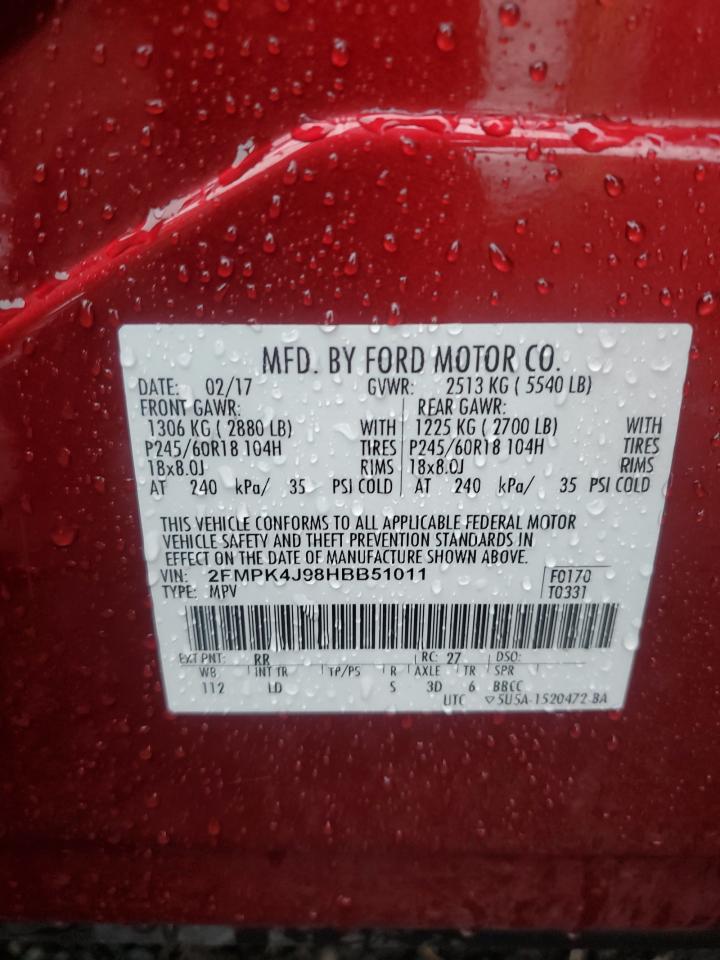 MFD. BY FORD MOTOR CO.
DATE: 02/17 GVWR: 2513 KG ( 5540 LB)
FRONT GAWR: REAR GAWR:
1306 KG ( 2880 LB) WITH 1225 KG ( 2700 LB) WITH
P245/60R18 104H TIRES P245/60R18 104H TIRES
18x8.0J RIMS 18x8.0J RIMS
AT 240 kPa/ 35 PSI COLD AT 240 kPa/ 35 PSI COLD
THIS VEHICLE CONFORMS TO ALL APPLICABLE FEDERAL MOTOR
VEHICLE SAFETY AND THEFT PREVENTION STANDARDS IN
EFFECT ON THE DATE OF MANUFACTURE SHOWN ABOVE.
VIN: 2FMPK4J98HBB51011 F0170
TYPE: MPV T0331
EXT PNT: RR RC: 27 DSO:
WB INT TR TP/PS R AXLE TR SPR
112 LD S 3D 6 BBCC
UTC ▽5U5A-1520472-BA